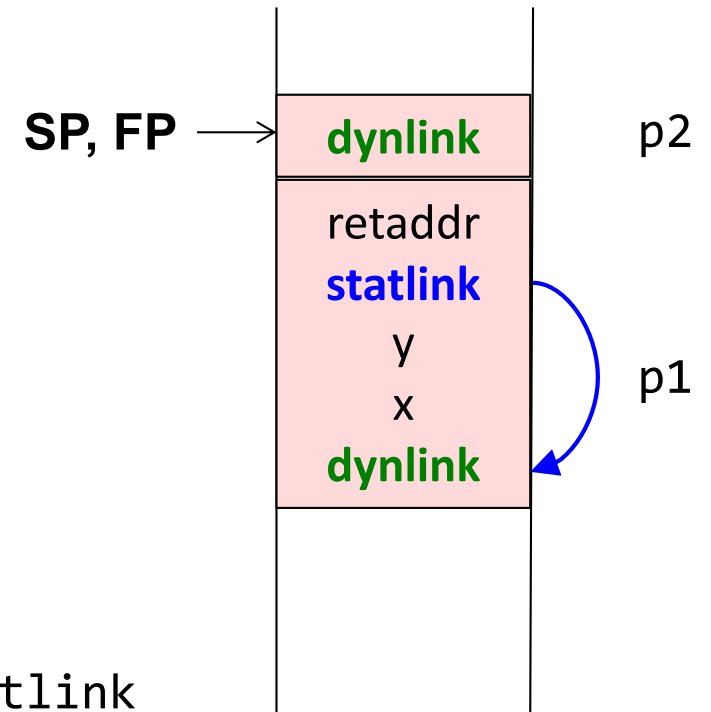 SP, FP
dynlink
p2
retaddr
statlink
y
p1
x
dynlink
tlink